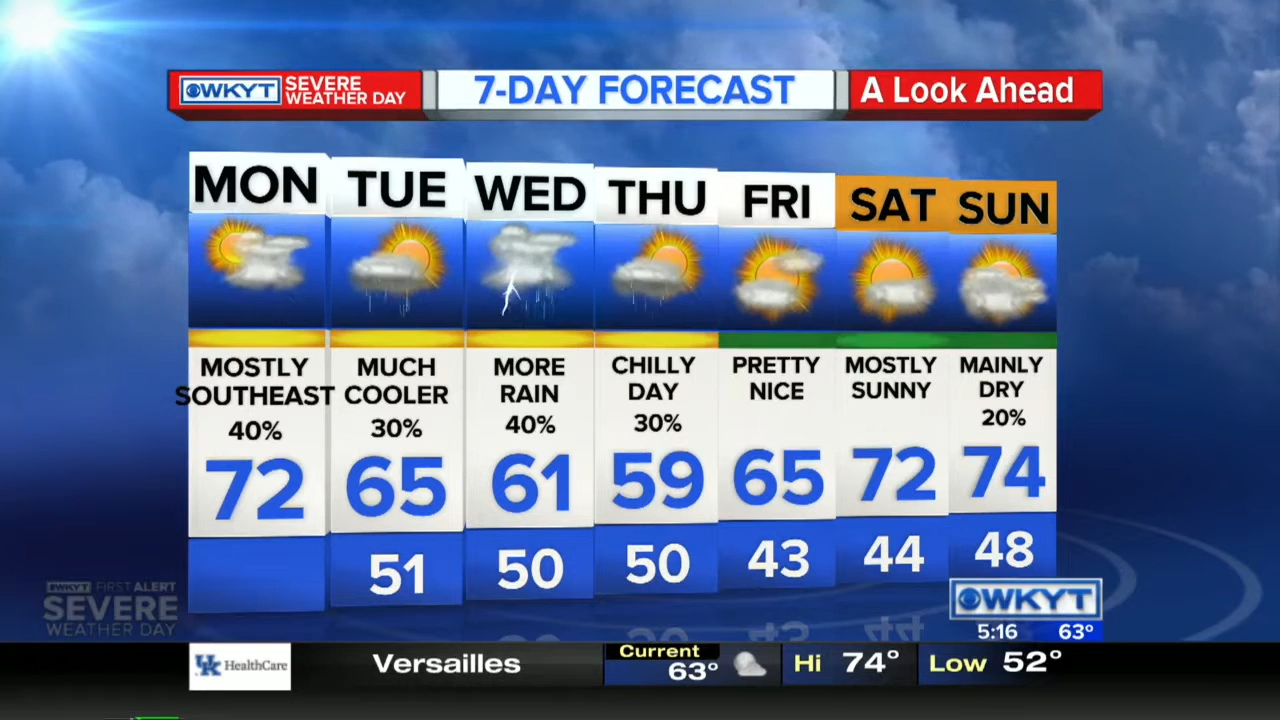 WKYT SEVERE WEATHER DAY
7-DAY FORECAST
A Look Ahead
MON TUE WED THU FRI SAT SUN
MOSTLY SOUTHEAST
40%
72
MUCH COOLER
30%
65
51
MORE RAIN
40%
61
50
CHILLY DAY
30%
59
50
PRETTY NICE
65
43
MOSTLY SUNNY
72
44
MAINLY DRY
20%
74
48
WKYT FIRST ALERT
SEVERE
WEATHER DAY
WKYT
5:16 63°
UK HealthCare
Versailles
Current
63°
Hi 74°
Low 52°